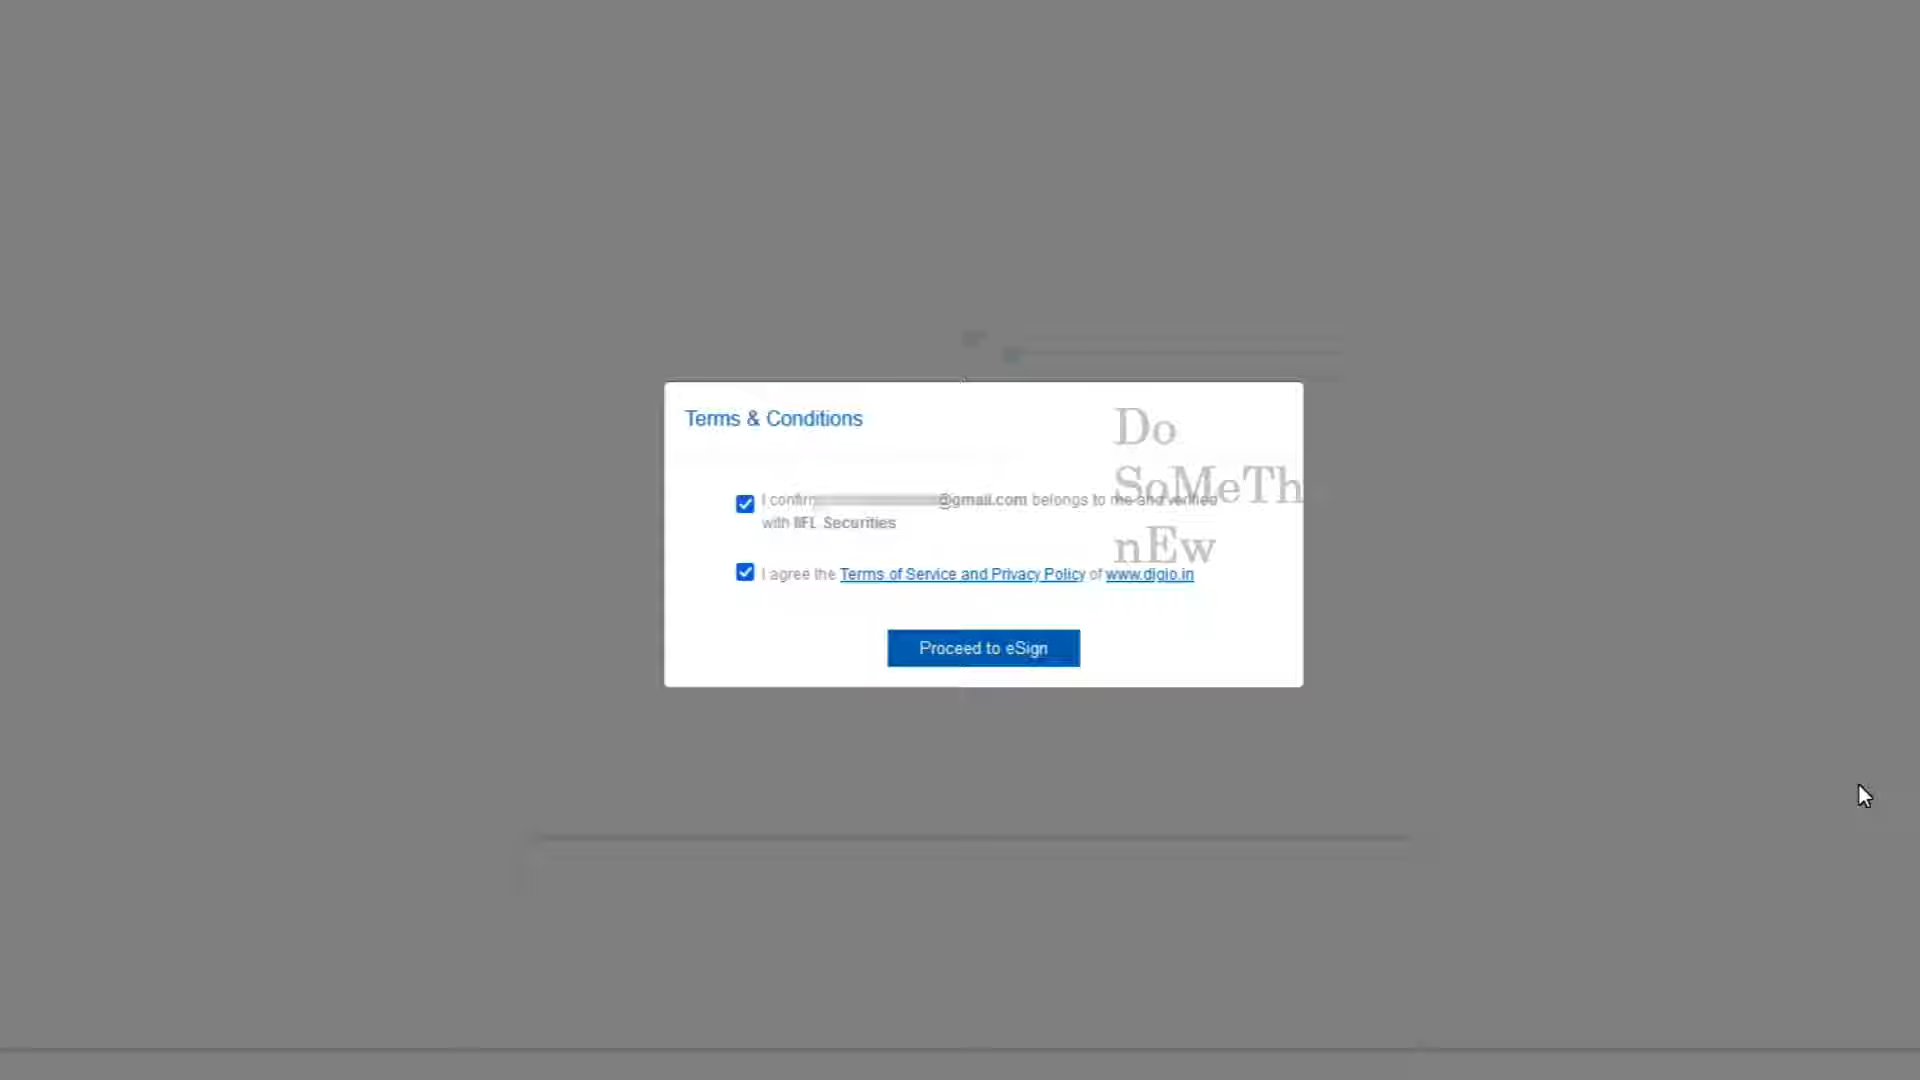 Terms & Conditions
Do
SoMeTh
nEw
I confirm @gmail.com belongs to me and verified
with IIFL Securities
I agree the Terms of Service and Privacy Policy of www.digio.in
Proceed to eSign